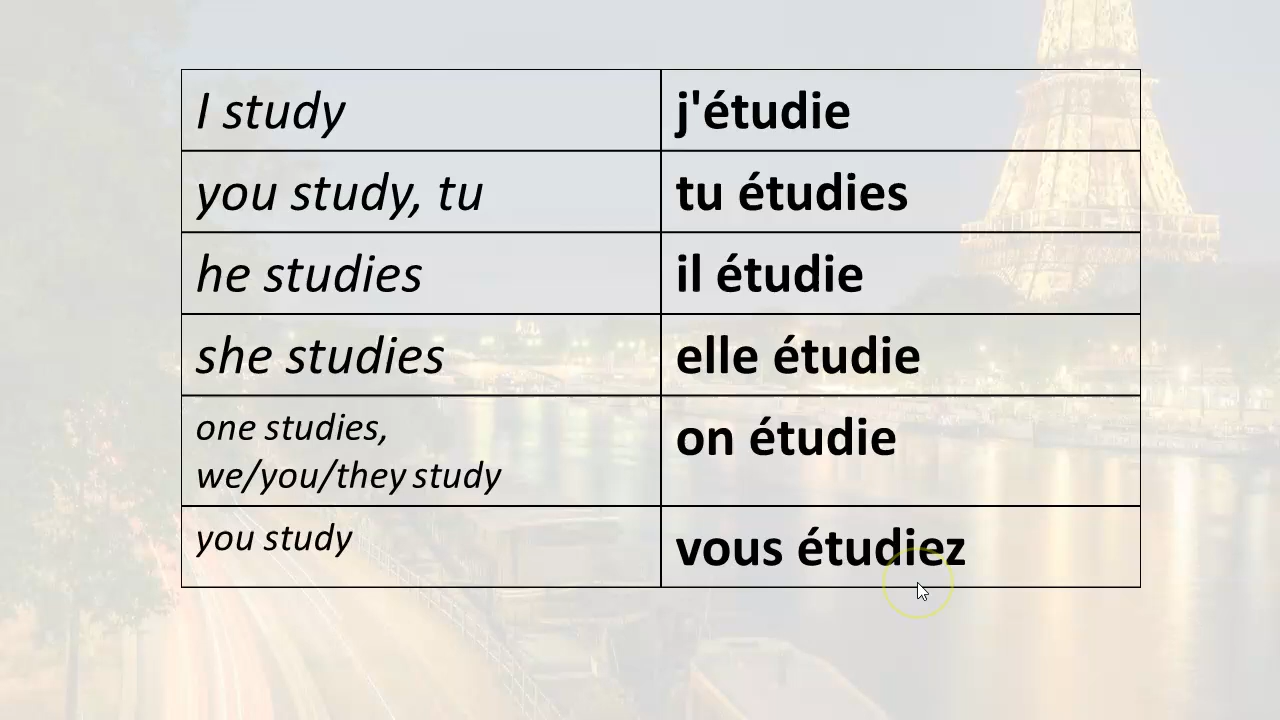 I study
j'étudie
you study, tu
tu étudies
he studies
il étudie
she studies
elle étudie
one studies,
we/you/they study
on étudie
you study
vous étudiez